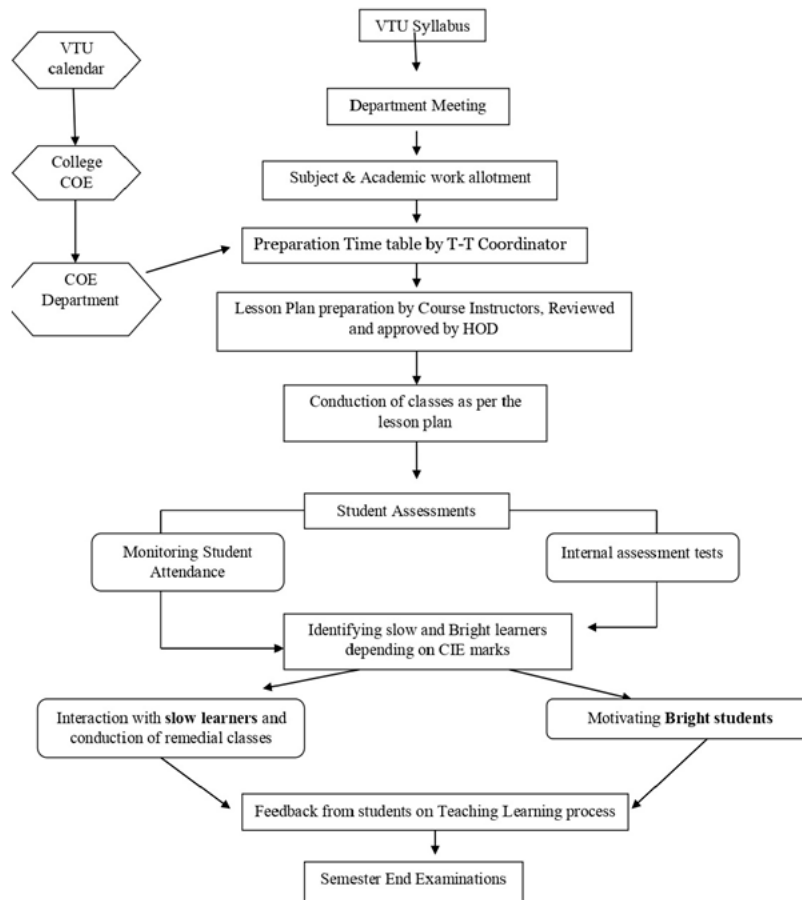 VTU Syllabus
VTU
calendar
Department Meeting
College
COE
Subject & Academic work allotment
Preparation Time table by T-T Coordinator
COE
Department
Lesson Plan preparation by Course Instructors, Reviewed
and approved by HOD
Conduction of classes as per the
lesson plan
Student Assessments
Monitoring Student
Attendance
Internal assessment tests
Identifying slow and Bright learners
depending on CIE marks
Interaction with slow learners and
conduction of remedial classes
Motivating Bright students
Feedback from students on Teaching Learning process
Semester End Examinations